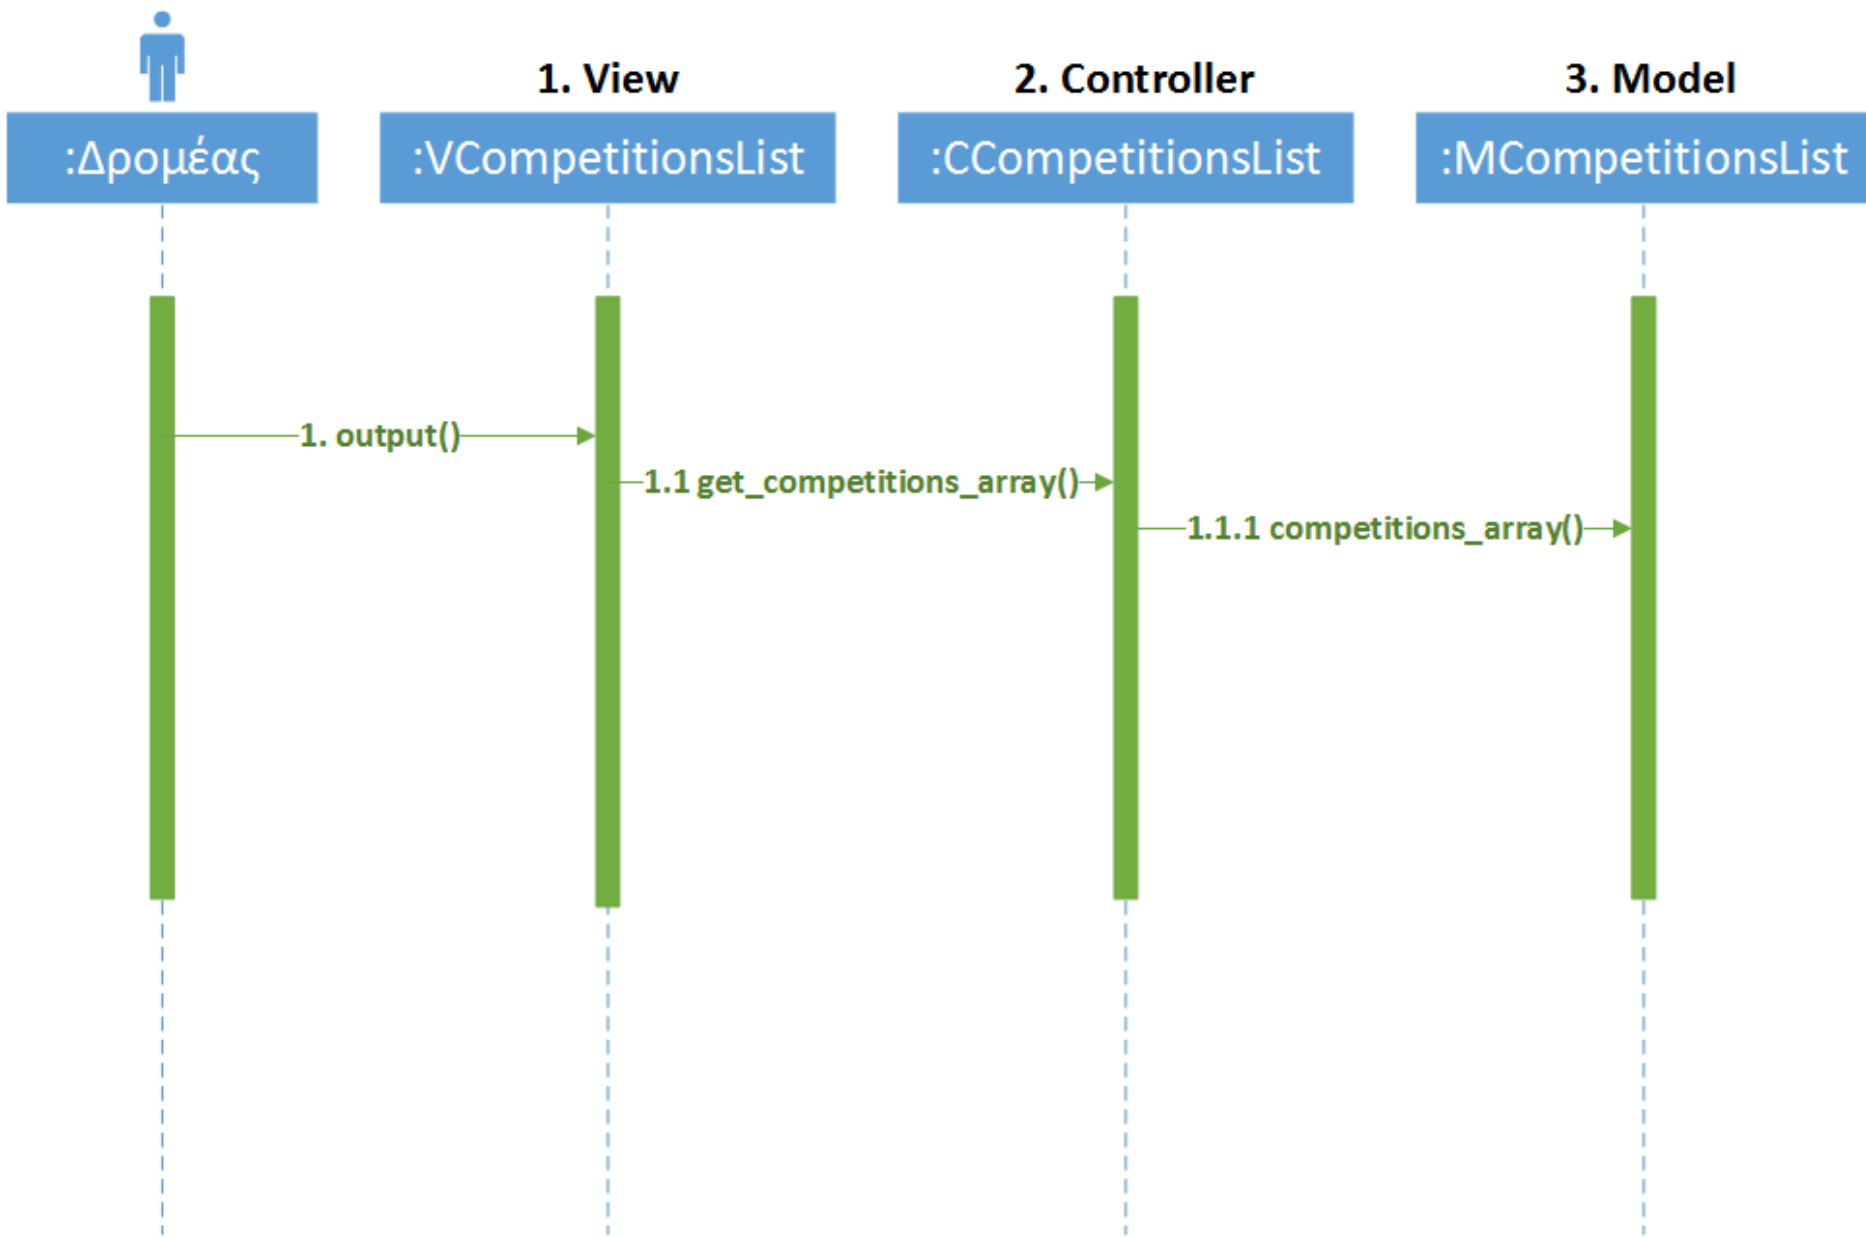 1. View
2. Controller
3. Model
:Δρομέας
:VCompetitionsList
:CCompetitionsList
:MCompetitionsList
1. output()
1.1 get_competitions_array()
1.1.1 competitions_array()